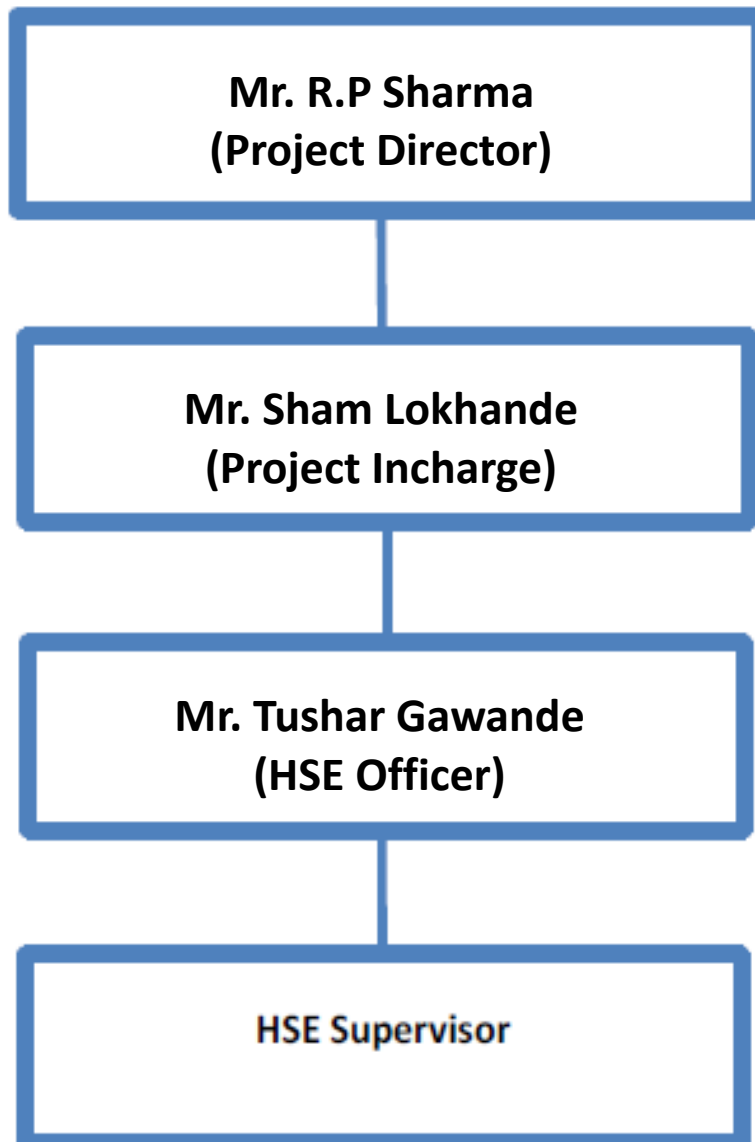 Mr. R.P Sharma
(Project Director)
Mr. Sham Lokhande
(Project Incharge)
Mr. Tushar Gawande
(HSE Officer)
HSE Supervisor